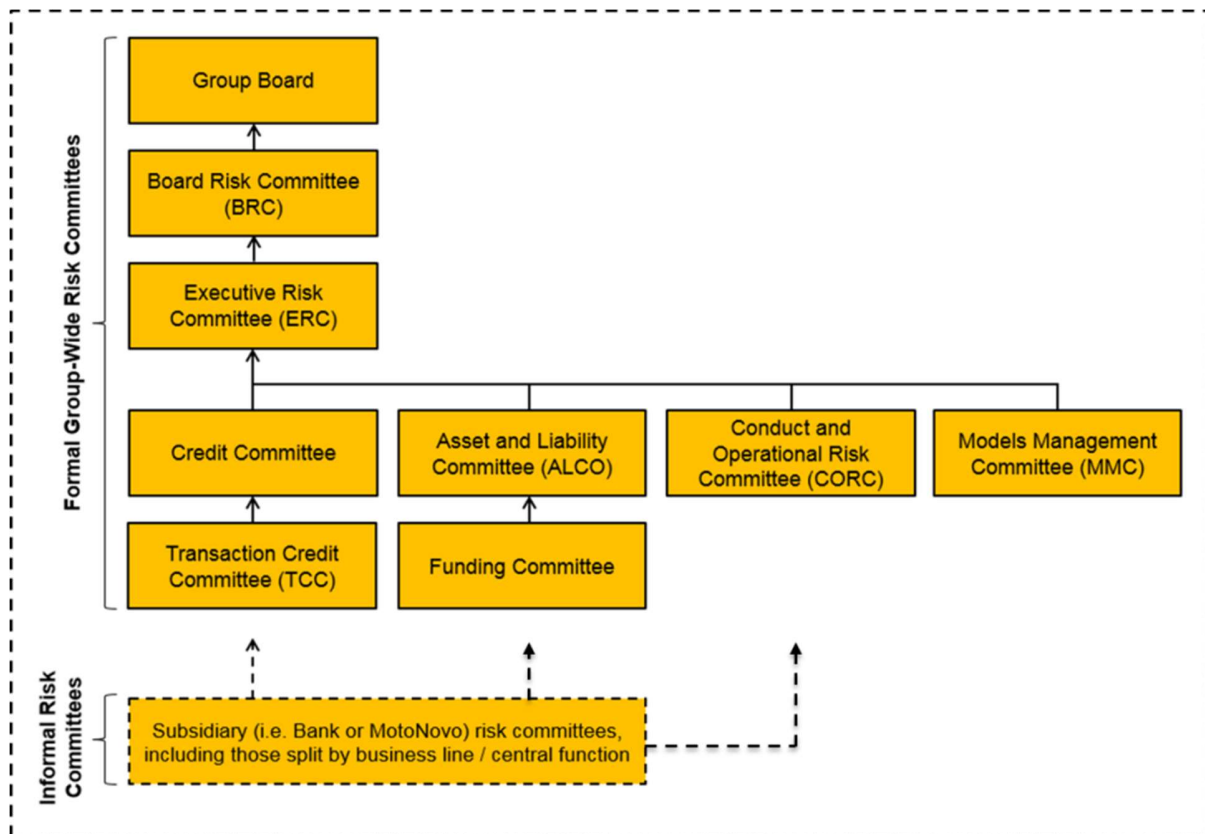 Formal Group-Wide Risk Committees
Group Board
Board Risk Committee
(BRC)
Executive Risk
Committee (ERC)
Credit Committee
Asset and Liability
Committee (ALCO)
Conduct and
Operational Risk
Committee (CORC)
Models Management
Committee (MMC)
Transaction Credit
Committee (TCC)
Funding Committee
Informal Risk
Committees
Subsidiary (i.e. Bank or MotoNovo) risk committees,
including those split by business line / central function